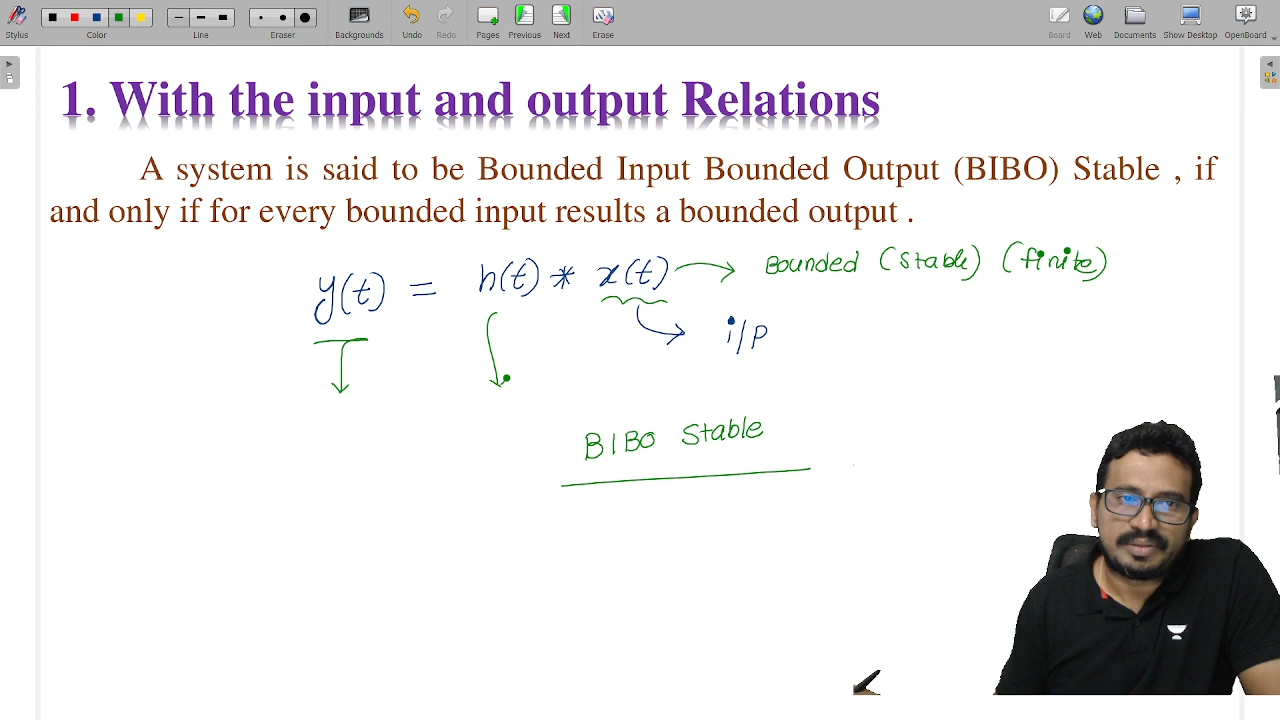 Stylus Color Line Eraser Backgrounds Undo Redo Pages Previous Next Erase Board Web Documents Show Desktop OpenBoard
1. With the input and output Relations
A system is said to be Bounded Input Bounded Output (BIBO) Stable , if
and only if for every bounded input results a bounded output .
y(t) = h(t) * x(t) → Bounded (Stable) (finite)
i/p
BIBO Stable